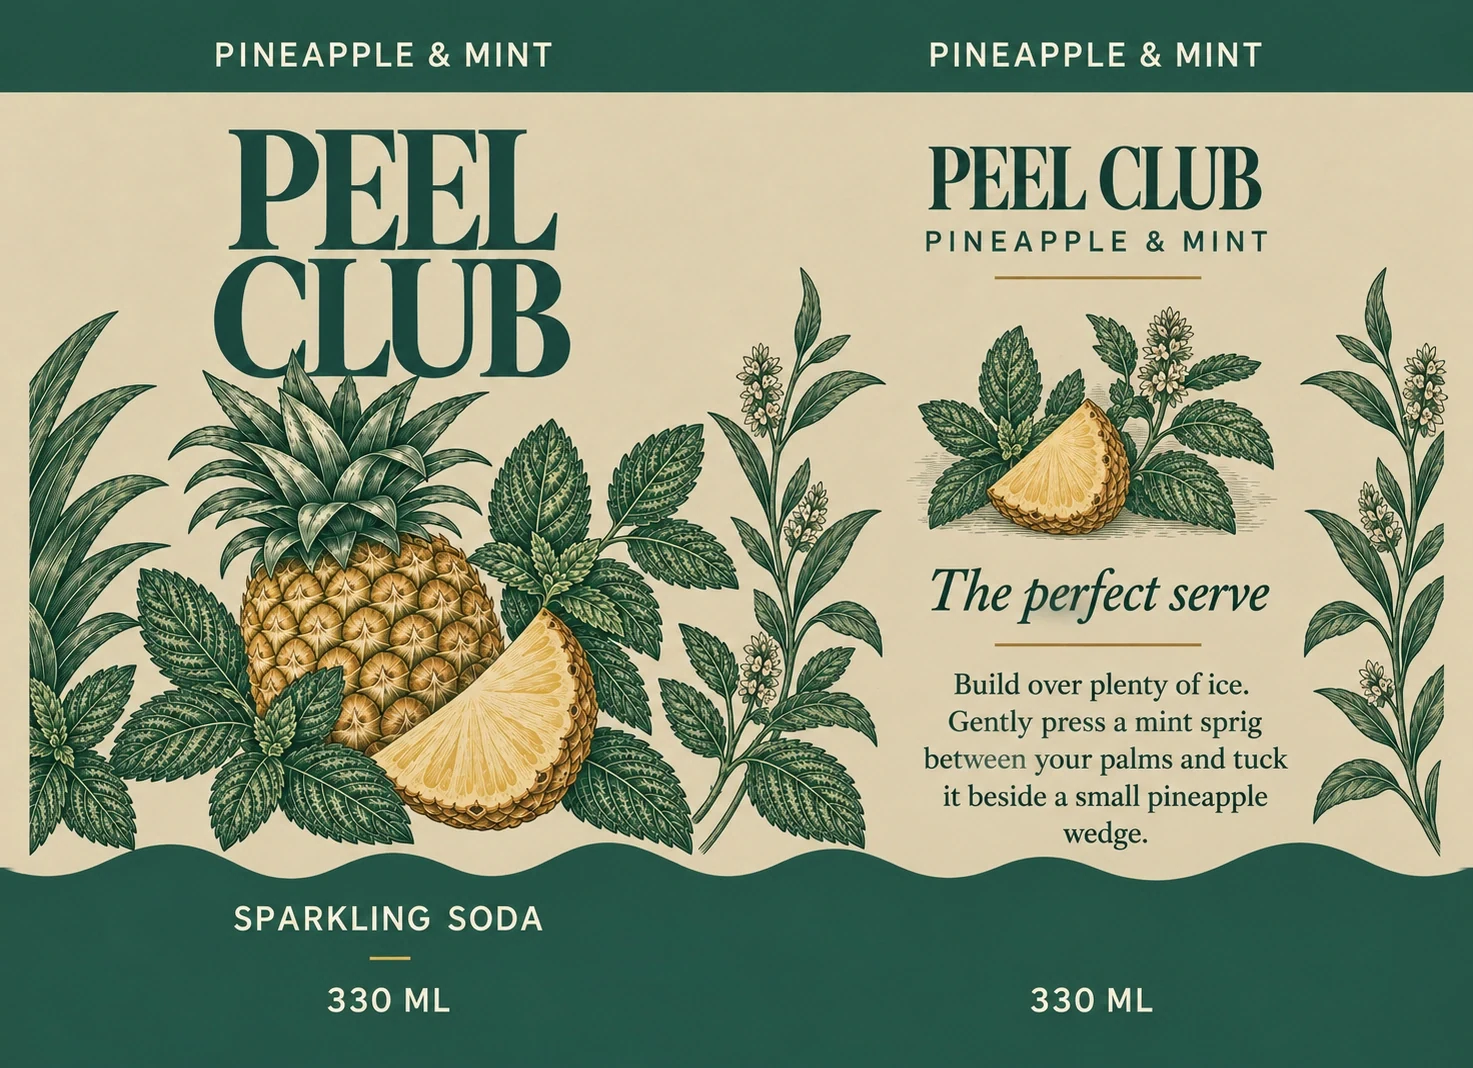 PINEAPPLE & MINT
PEEL
CLUB
SPARKLING SODA
330 ML
PINEAPPLE & MINT
PEEL CLUB
PINEAPPLE & MINT
The perfect serve
Build over plenty of ice.
Gently press a mint sprig
between your palms and tuck
it beside a small pineapple
wedge.
330 ML